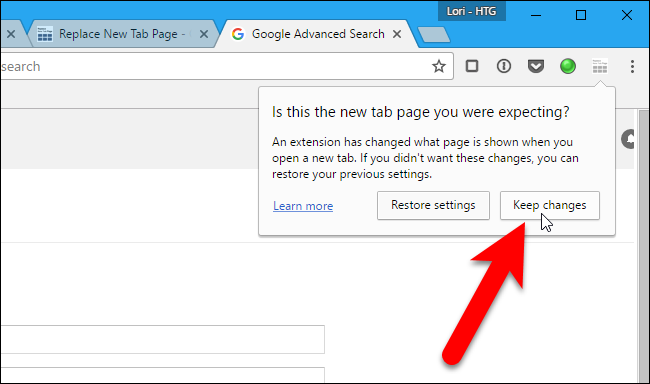 Lori - HTG
Replace New Tab Page -
Google Advanced Search
search
Is this the new tab page you were expecting?
An extension has changed what page is shown when you
open a new tab. If you didn't want these changes, you can
restore your previous settings.
Learn more
Restore settings
Keep changes